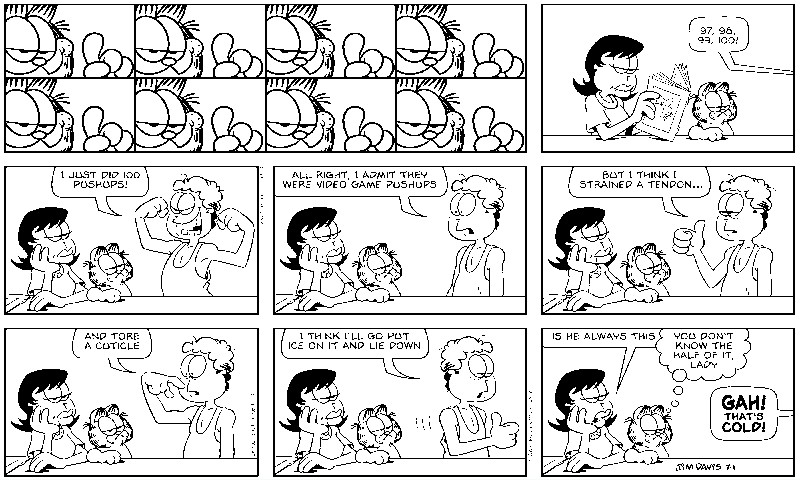 97, 98,
99, 100!
I JUST DID 100
PUSHUPS!
ALL RIGHT, I ADMIT THEY
WERE VIDEO GAME PUSHUPS
BUT I THINK I
STRAINED A TENDON...
AND TORE
A CUTICLE
I THINK I'LL GO PUT
ICE ON IT AND LIE DOWN
IS HE ALWAYS THIS
YOU DON'T
KNOW THE
HALF OF IT,
LADY
GAH!
THAT'S
COLD!
JIM DAVIS 7-1